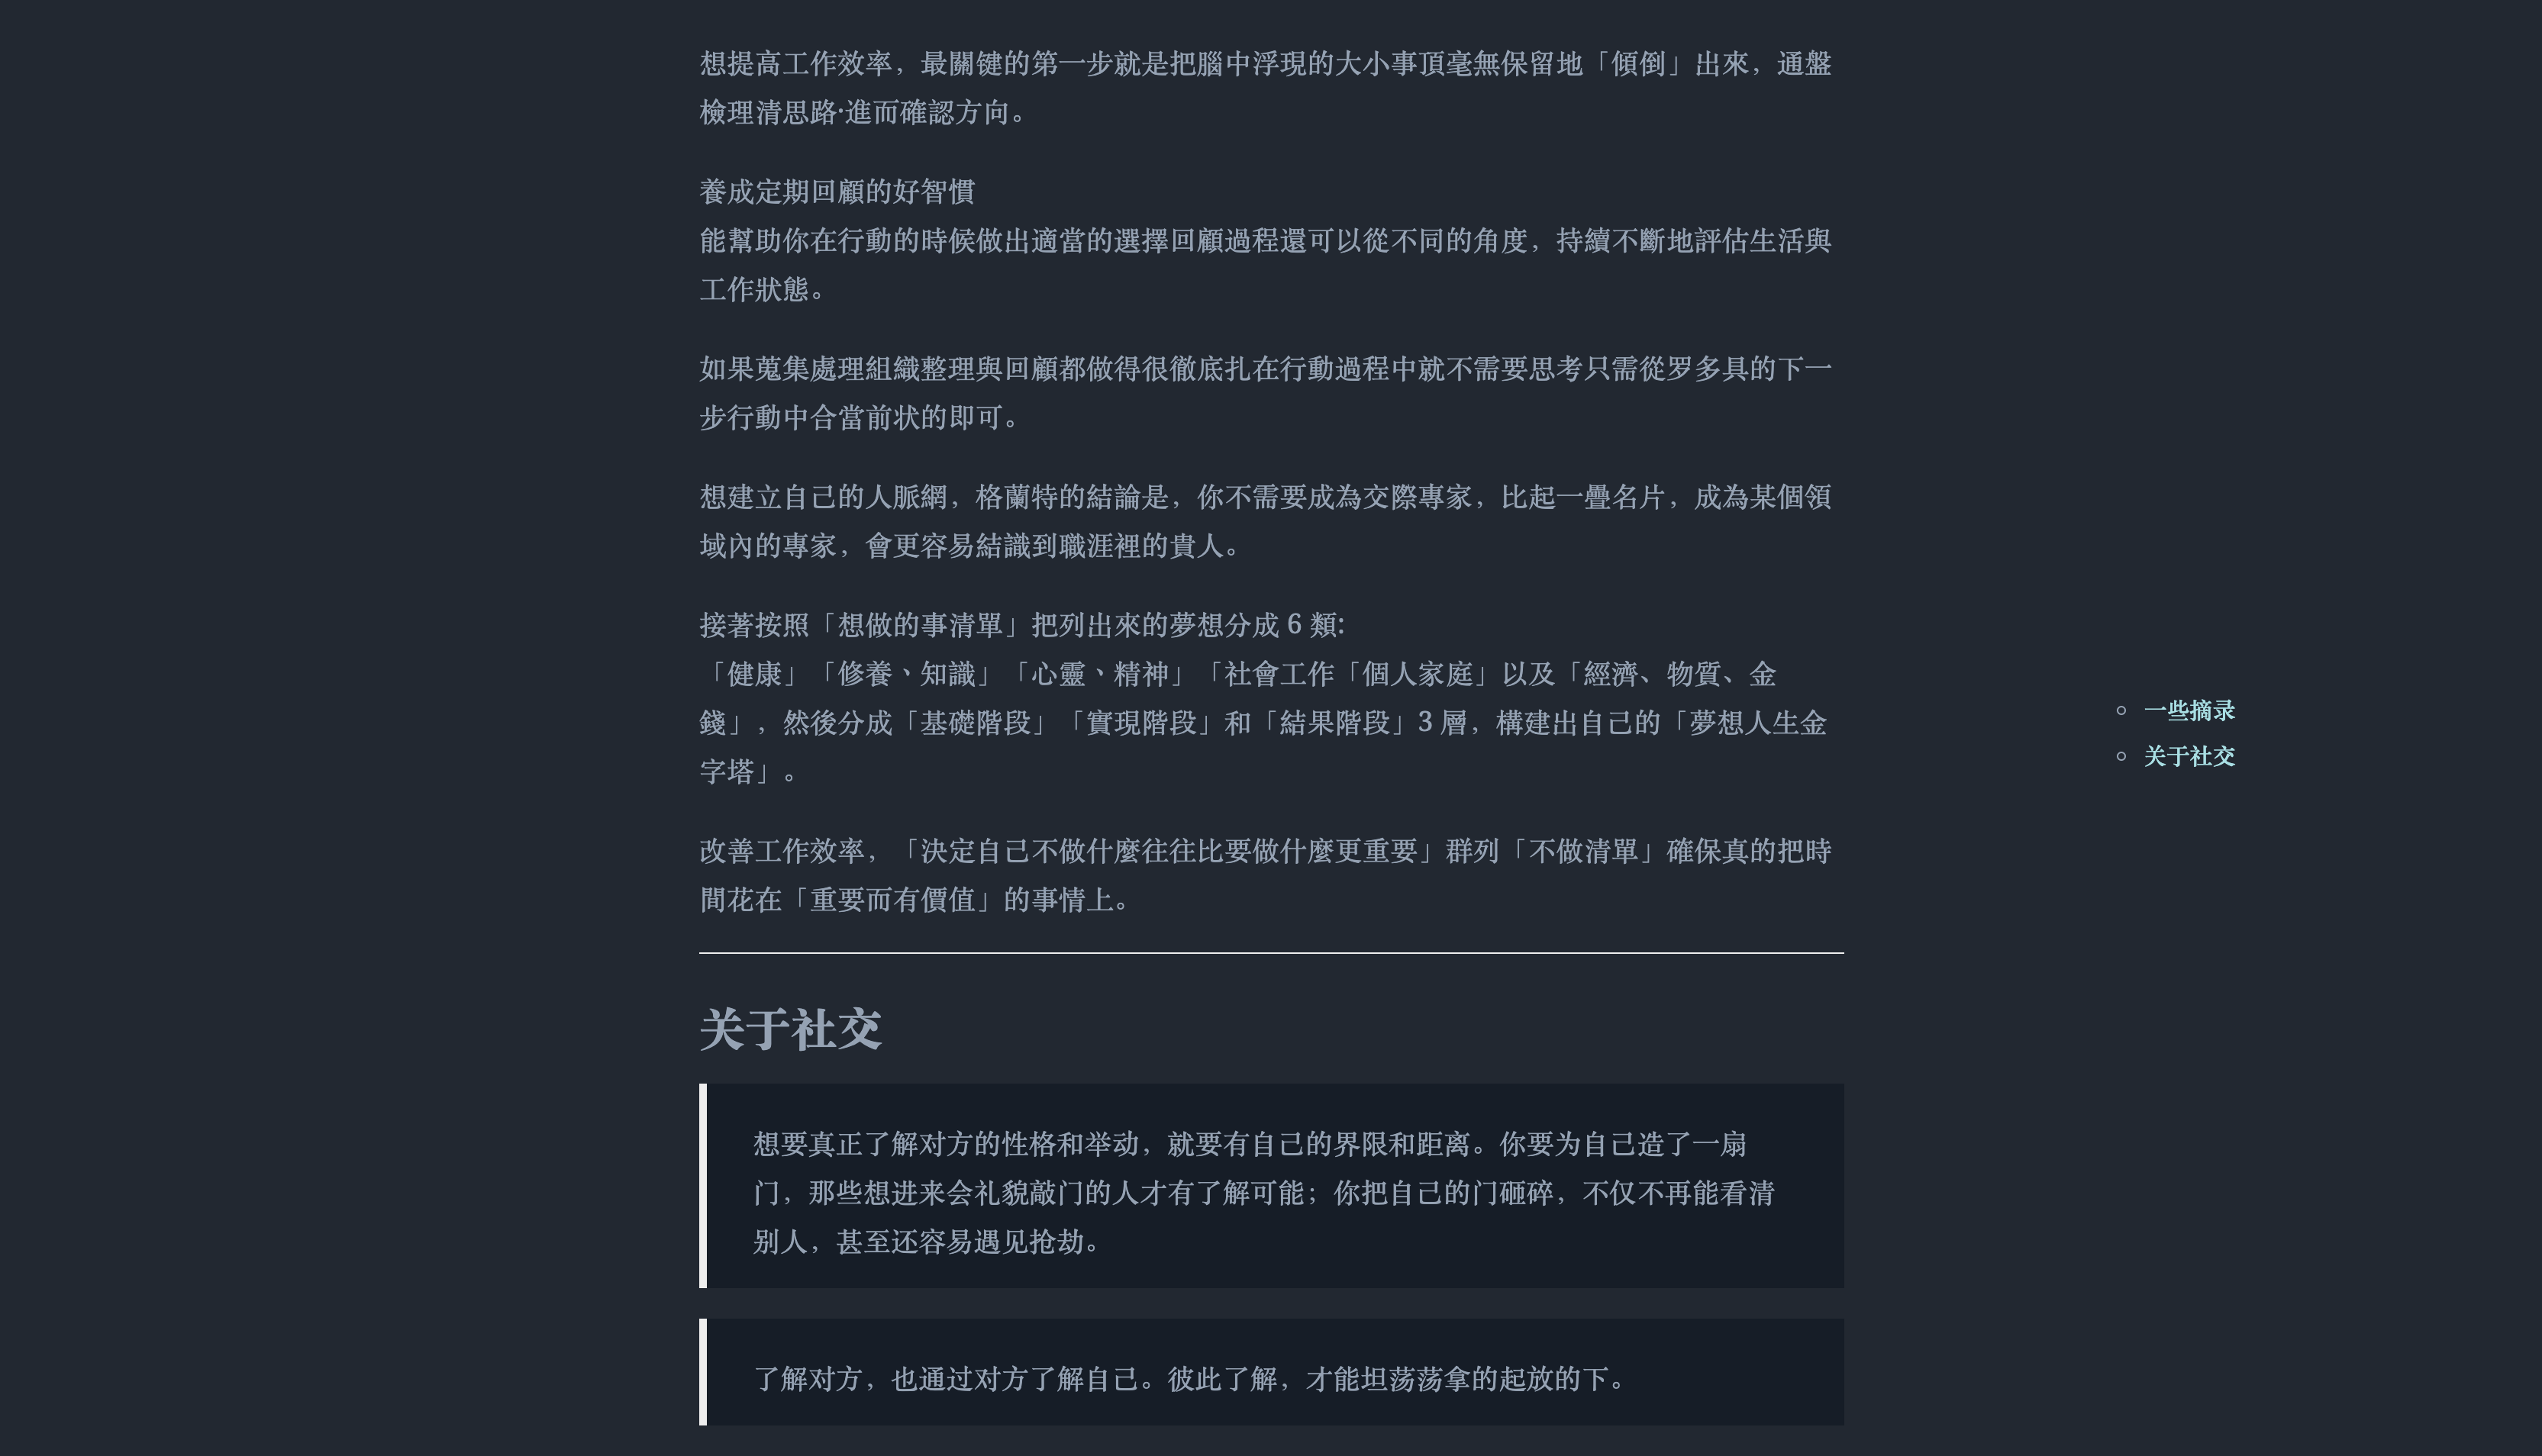 想提高工作效率，最關键的第一步就是把腦中浮現的大小事頂毫無保留地「傾倒」出來，通盤
檢理清思路·進而確認方向。
養成定期回顧的好智慣
能幫助你在行動的時候做出適當的選擇回顧過程還可以從不同的角度，持續不斷地評估生活與
工作狀態。
如果蒐集處理組織整理與回顧都做得很徹底扎在行動過程中就不需要思考只需從罗多具的下一
步行動中合當前状的即可。
想建立自己的人脈網，格蘭特的結論是，你不需要成為交際專家，比起一疊名片，成為某個領
域內的專家，會更容易結識到職涯裡的貴人。
接著按照「想做的事清單」把列出來的夢想分成 6 類:
「健康」「修養、知識」「心靈、精神」「社會工作「個人家庭」以及「經濟、物質、金
錢」，然後分成「基礎階段」「實現階段」和「結果階段」3 層，構建出自己的「夢想人生金
字塔」。
改善工作效率，「決定自己不做什麼往往比要做什麼更重要」群列「不做清單」確保真的把時
間花在「重要而有價值」的事情上。
关于社交
想要真正了解对方的性格和举动，就要有自己的界限和距离。你要为自己造了一扇
门，那些想进来会礼貌敲门的人才有了解可能；你把自己的门砸碎，不仅不再能看清
别人，甚至还容易遇见抢劫。
了解对方，也通过对方了解自己。彼此了解，才能坦荡荡拿的起放的下。
一些摘录
关于社交